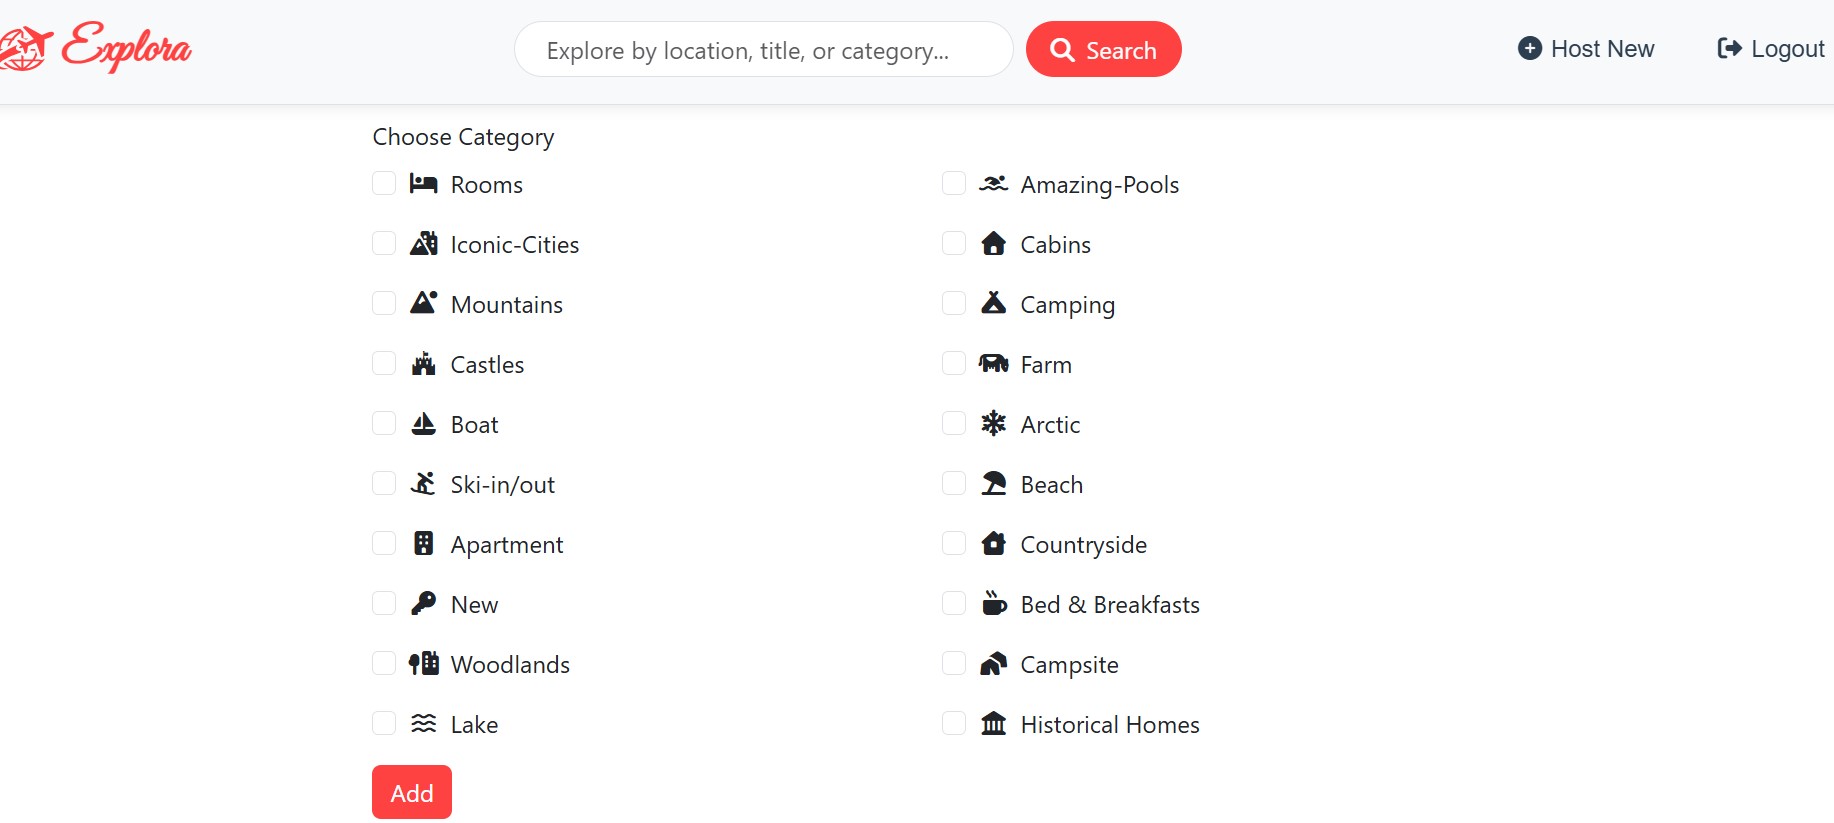 Explora
Explore by location, title, or category...
Search
Host New
Logout
Choose Category
Rooms
Amazing-Pools
Iconic-Cities
Cabins
Mountains
Camping
Castles
Farm
Boat
Arctic
Ski-in/out
Beach
Apartment
Countryside
New
Bed & Breakfasts
Woodlands
Campsite
Lake
Historical Homes
Add